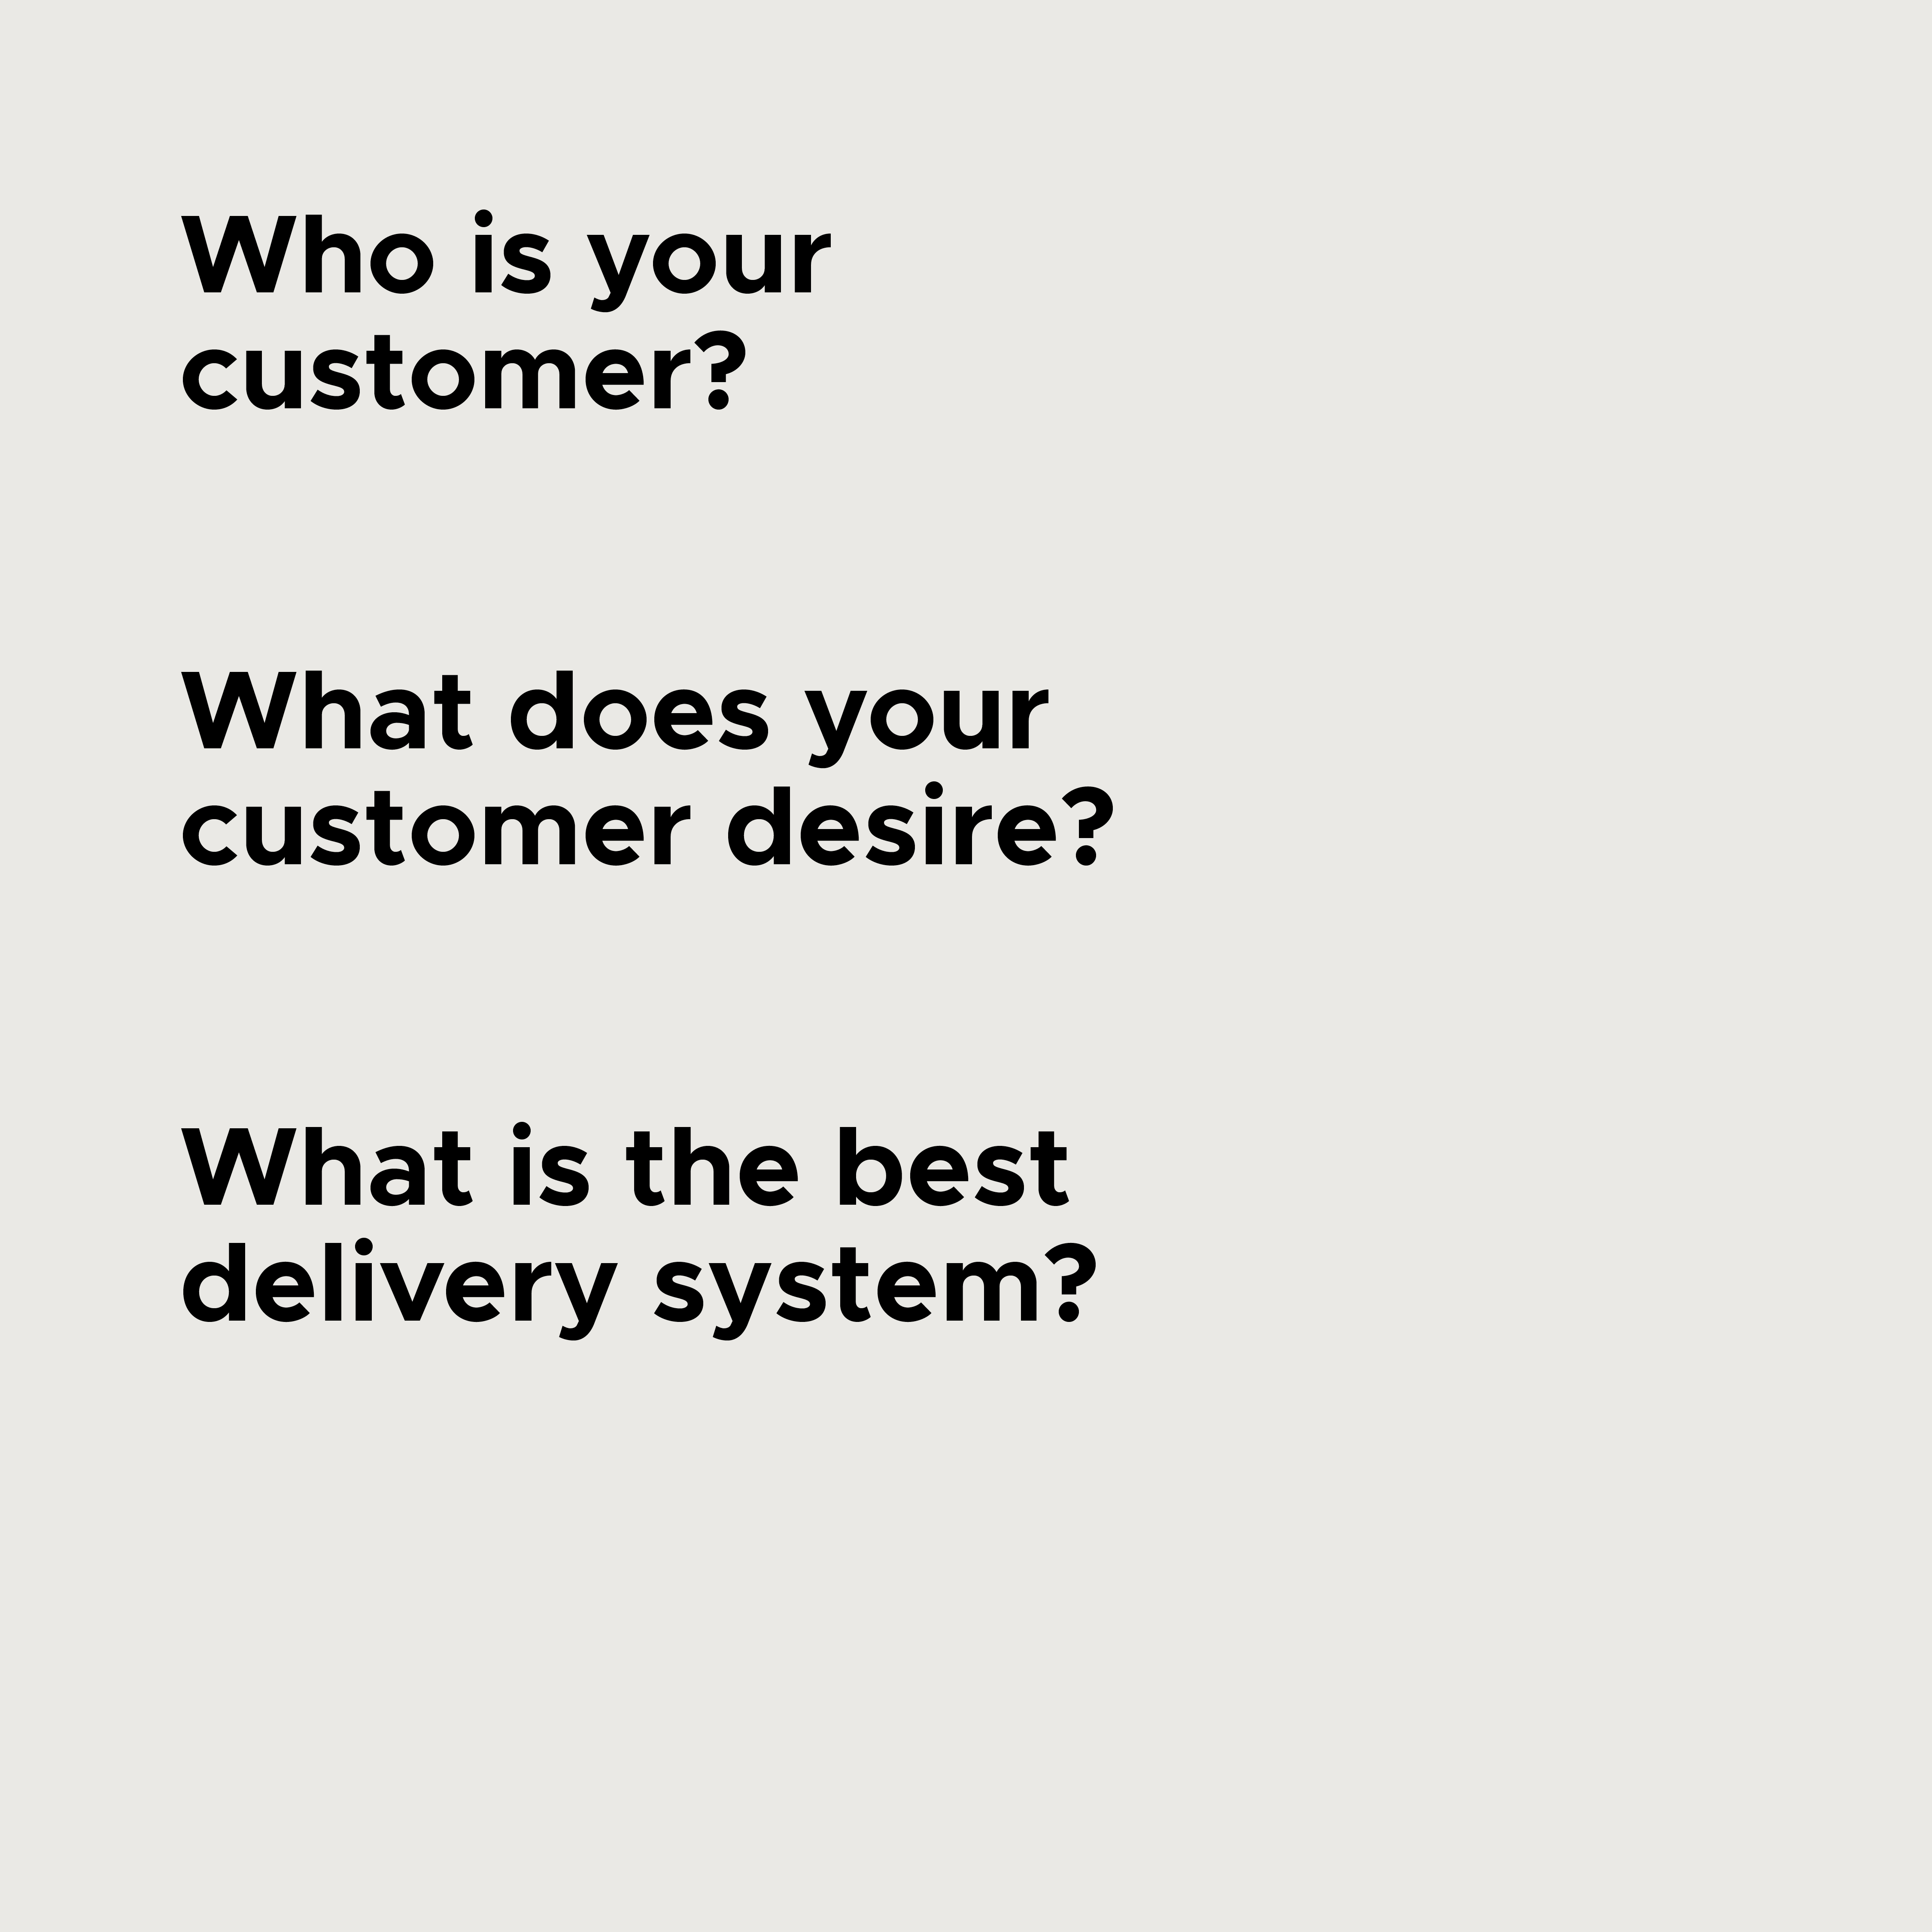 Who is your
customer?
What does your
customer desire?
What is the best
delivery system?